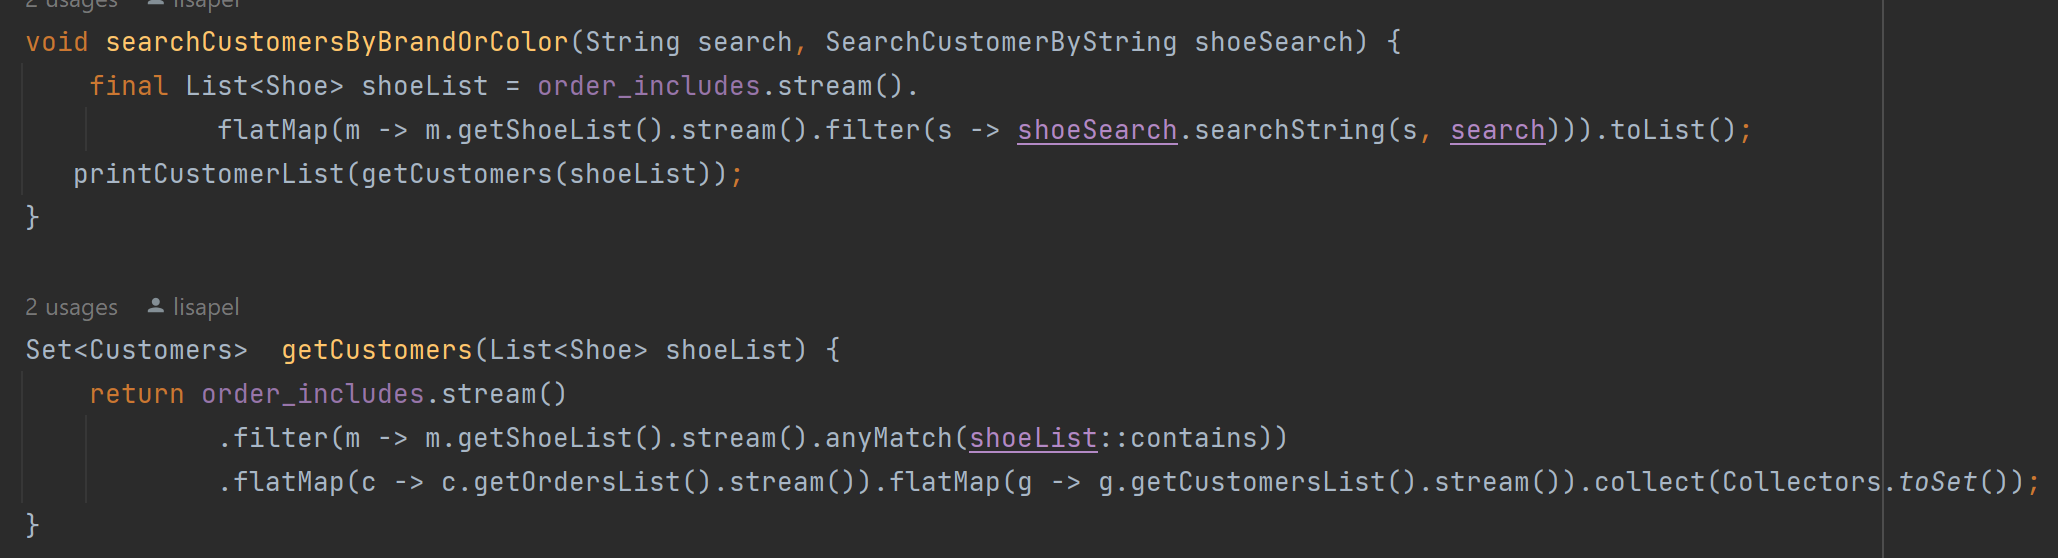 2 usages lisapel
void searchCustomersByBrandOrColor(String search, SearchCustomerByString shoeSearch) {
final List<Shoe> shoeList = order_includes.stream().
flatMap(m -> m.getShoeList().stream().filter(s -> shoeSearch.searchString(s, search))).toList();
printCustomerList(getCustomers(shoeList));
}
2 usages lisapel
Set<Customers>  getCustomers(List<Shoe> shoeList) {
return order_includes.stream()
.filter(m -> m.getShoeList().stream().anyMatch(shoeList::contains))
.flatMap(c -> c.getOrdersList().stream()).flatMap(g -> g.getCustomersList().stream()).collect(Collectors.toSet());
}